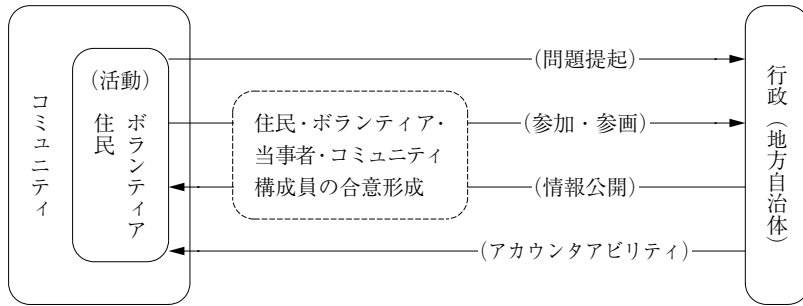 コミュニティ
(活動)
ボランティア
住民
住民・ボランティア・
当事者・コミュニティ
構成員の合意形成
(問題提起)
(参加・参画)
(情報公開)
(アカウンタアビリティ)
行政(地方自治体)